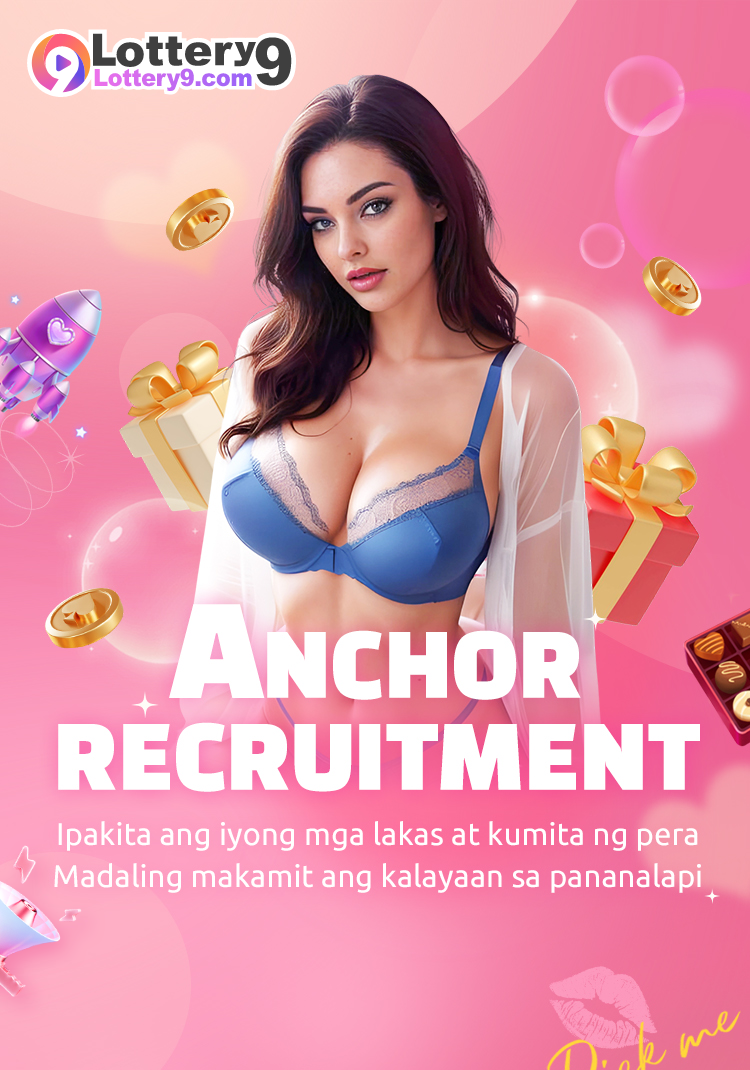 Lottery9
Lottery9.com
ANCHOR
RECRUITMENT
Ipakita ang iyong mga lakas at kumita ng pera
Madaling makamit ang kalayaan sa pananalapi
Pick me